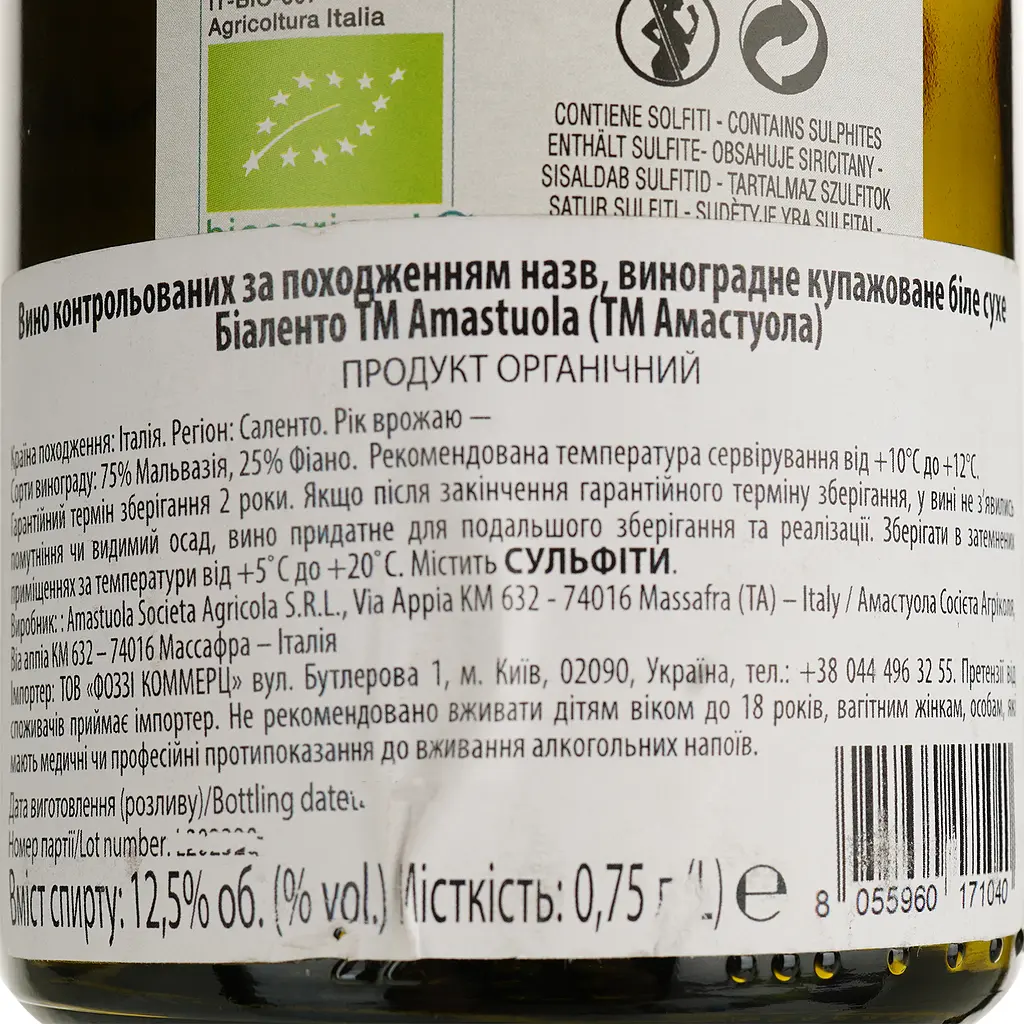 Agricoltura Italia
CONTIENE SOLFITI - CONTAINS SULPHITES
ENTHÄLT SULFITE- OBSAHUJE SIRICITANY -
SISALDAB SULFITID - TARTALMAZ SZULFITOK
SATUR SULFITI - SUDĖTYJE YRA SULFITAI-
Вино контрольованих за походженням назв, виноградне купажоване біле сухе
Біаленто ТМ Amastuola (ТМ Амастуола)
ПРОДУКТ ОРГАНІЧНИЙ
Країна походження: Італія. Регіон: Саленто. Рік врожаю —
Сорти винограду: 75% Мальвазія, 25% Фіано. Рекомендована температура сервірування від +10°С до +12°С.
Гарантійний термін зберігання 2 роки. Якщо після закінчення гарантійного терміну зберігання, у вині не з'явились
помутніння чи видимий осад, вино придатне для подальшого зберігання та реалізації. Зберігати в затемнених
приміщеннях за температури від +5°С до +20°С. Містить СУЛЬФІТИ.
Виробник: : Amastuola Societa Agricola S.R.L., Via Appia KM 632 - 74016 Massafra (TA) – Italy / Амастуола Сосієта Агрікола,
Віа аппіа КМ 632 – 74016 Массафра – Італія
Імпортер: ТОВ «ФОЗЗІ КОММЕРЦ» вул. Бутлерова 1, м. Київ, 02090, Україна, тел.: +38 044 496 32 55. Претензії від
споживачів приймає імпортер. Не рекомендовано вживати дітям віком до 18 років, вагітним жінкам, особам, які
мають медичні чи професійні протипоказання до вживання алкогольних напоїв.
Дата виготовлення (розливу)/Bottling date:
Номер партії/Lot number.
Вміст спирту: 12,5% об. (% vol.) Місткість: 0,75 л (L) ℮
8 055960 171040